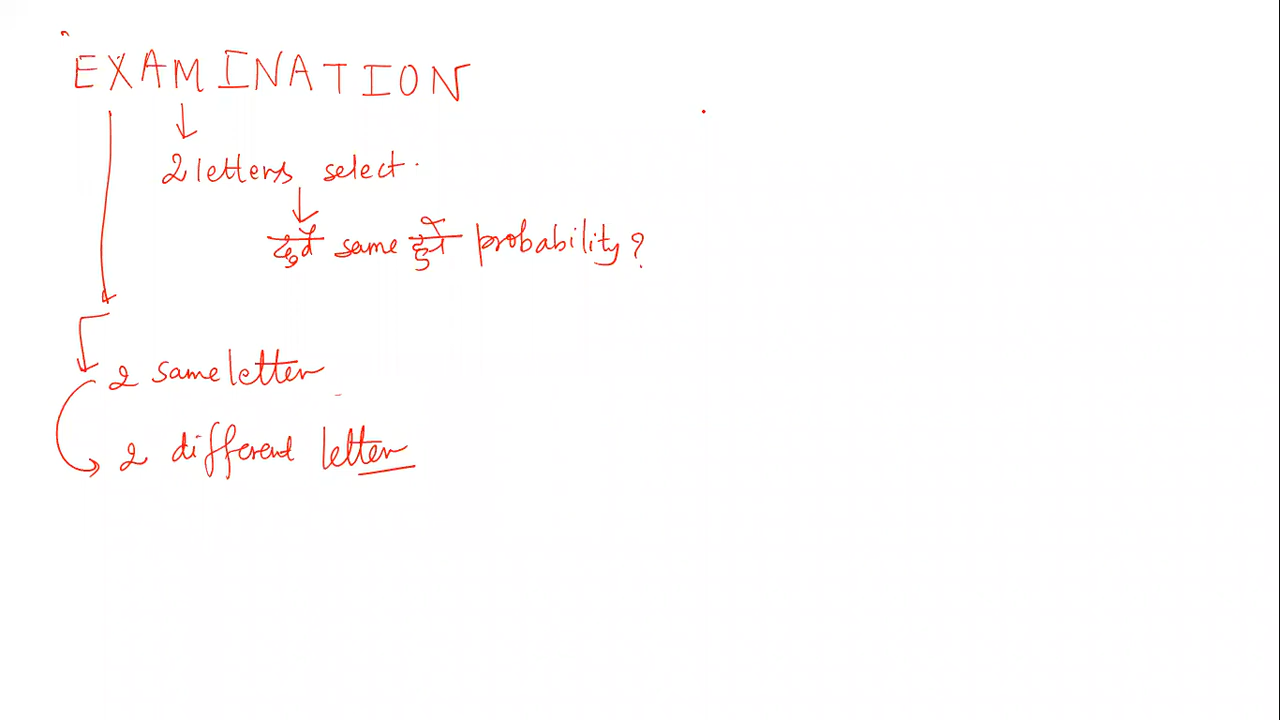 EXAMINATION
2 letters select.
दुवै same हुने probability?
2 same letter
2 different letter